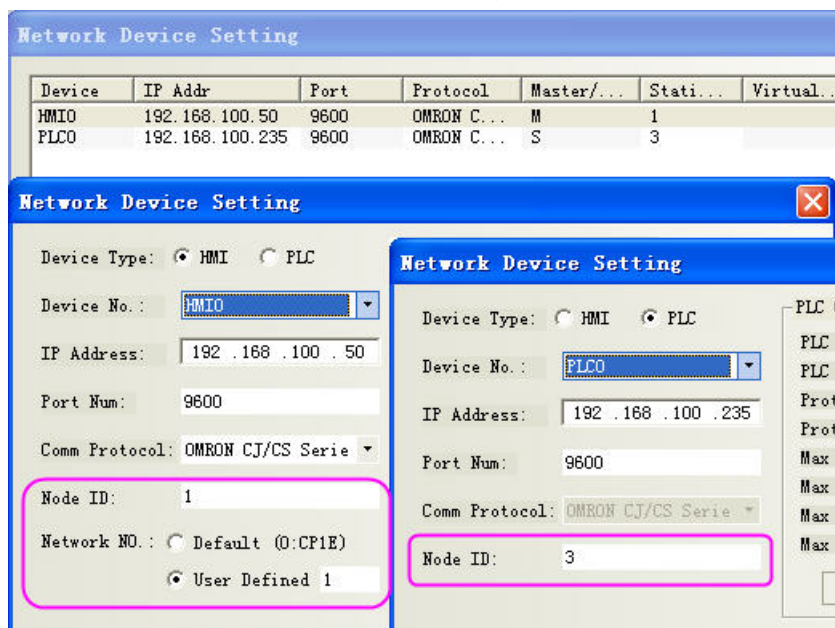 Network Device Setting
Device IP Addr Port Protocol Master/... Stati... Virtual...
HMI0 192.168.100.50 9600 OMRON C... M 1
PLC0 192.168.100.235 9600 OMRON C... S 3
Network Device Setting
Device Type: HMI PLC
Device No.: HMI0
IP Address: 192 .168 .100 . 50
Port Num: 9600
Comm Protocol: OMRON CJ/CS Serie
Node ID: 1
Network NO.: Default (0:CP1E)
User Defined 1
Network Device Setting
Device Type: HMI PLC
Device No.: PLC0
IP Address: 192 .168 .100 .235
Port Num: 9600
Comm Protocol: OMRON CJ/CS Serie
Node ID: 3
PLC
PLC
PLC
Prot
Prot
Max
Max
Max
Max